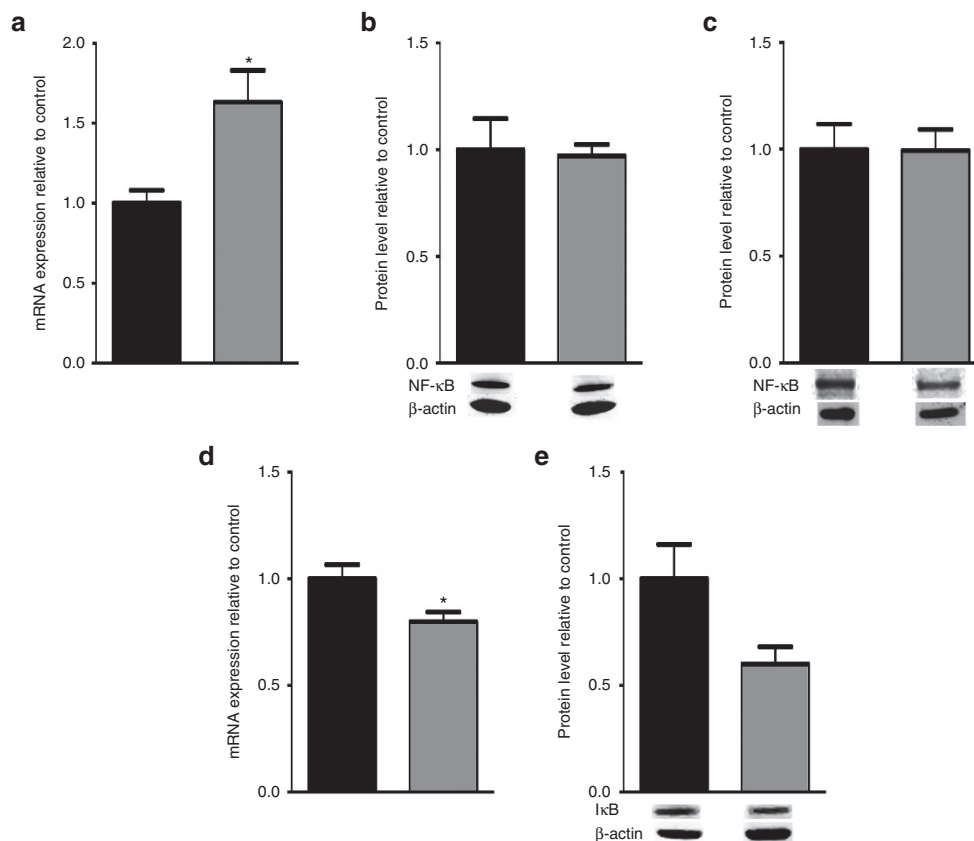 a
mRNA expression relative to control
2.0
1.5
1.0
0.5
0.0
*
b
Protein level relative to control
1.5
1.0
0.5
0.0
NF-κB
β-actin
c
Protein level relative to control
1.5
1.0
0.5
0.0
NF-κB
β-actin
d
mRNA expression relative to control
1.5
1.0
0.5
0.0
*
e
Protein level relative to control
1.5
1.0
0.5
0.0
IκB
β-actin